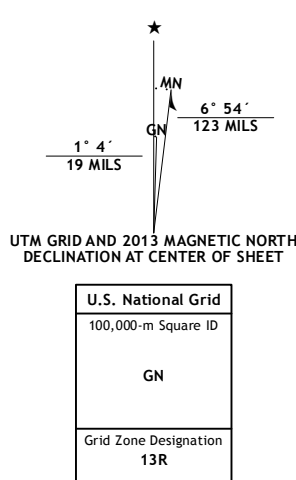 ★
MN
GN
6° 54´
123 MILS
1° 4´
19 MILS
UTM GRID AND 2013 MAGNETIC NORTH
DECLINATION AT CENTER OF SHEET
U.S. National Grid
100,000-m Square ID
GN
Grid Zone Designation
13R